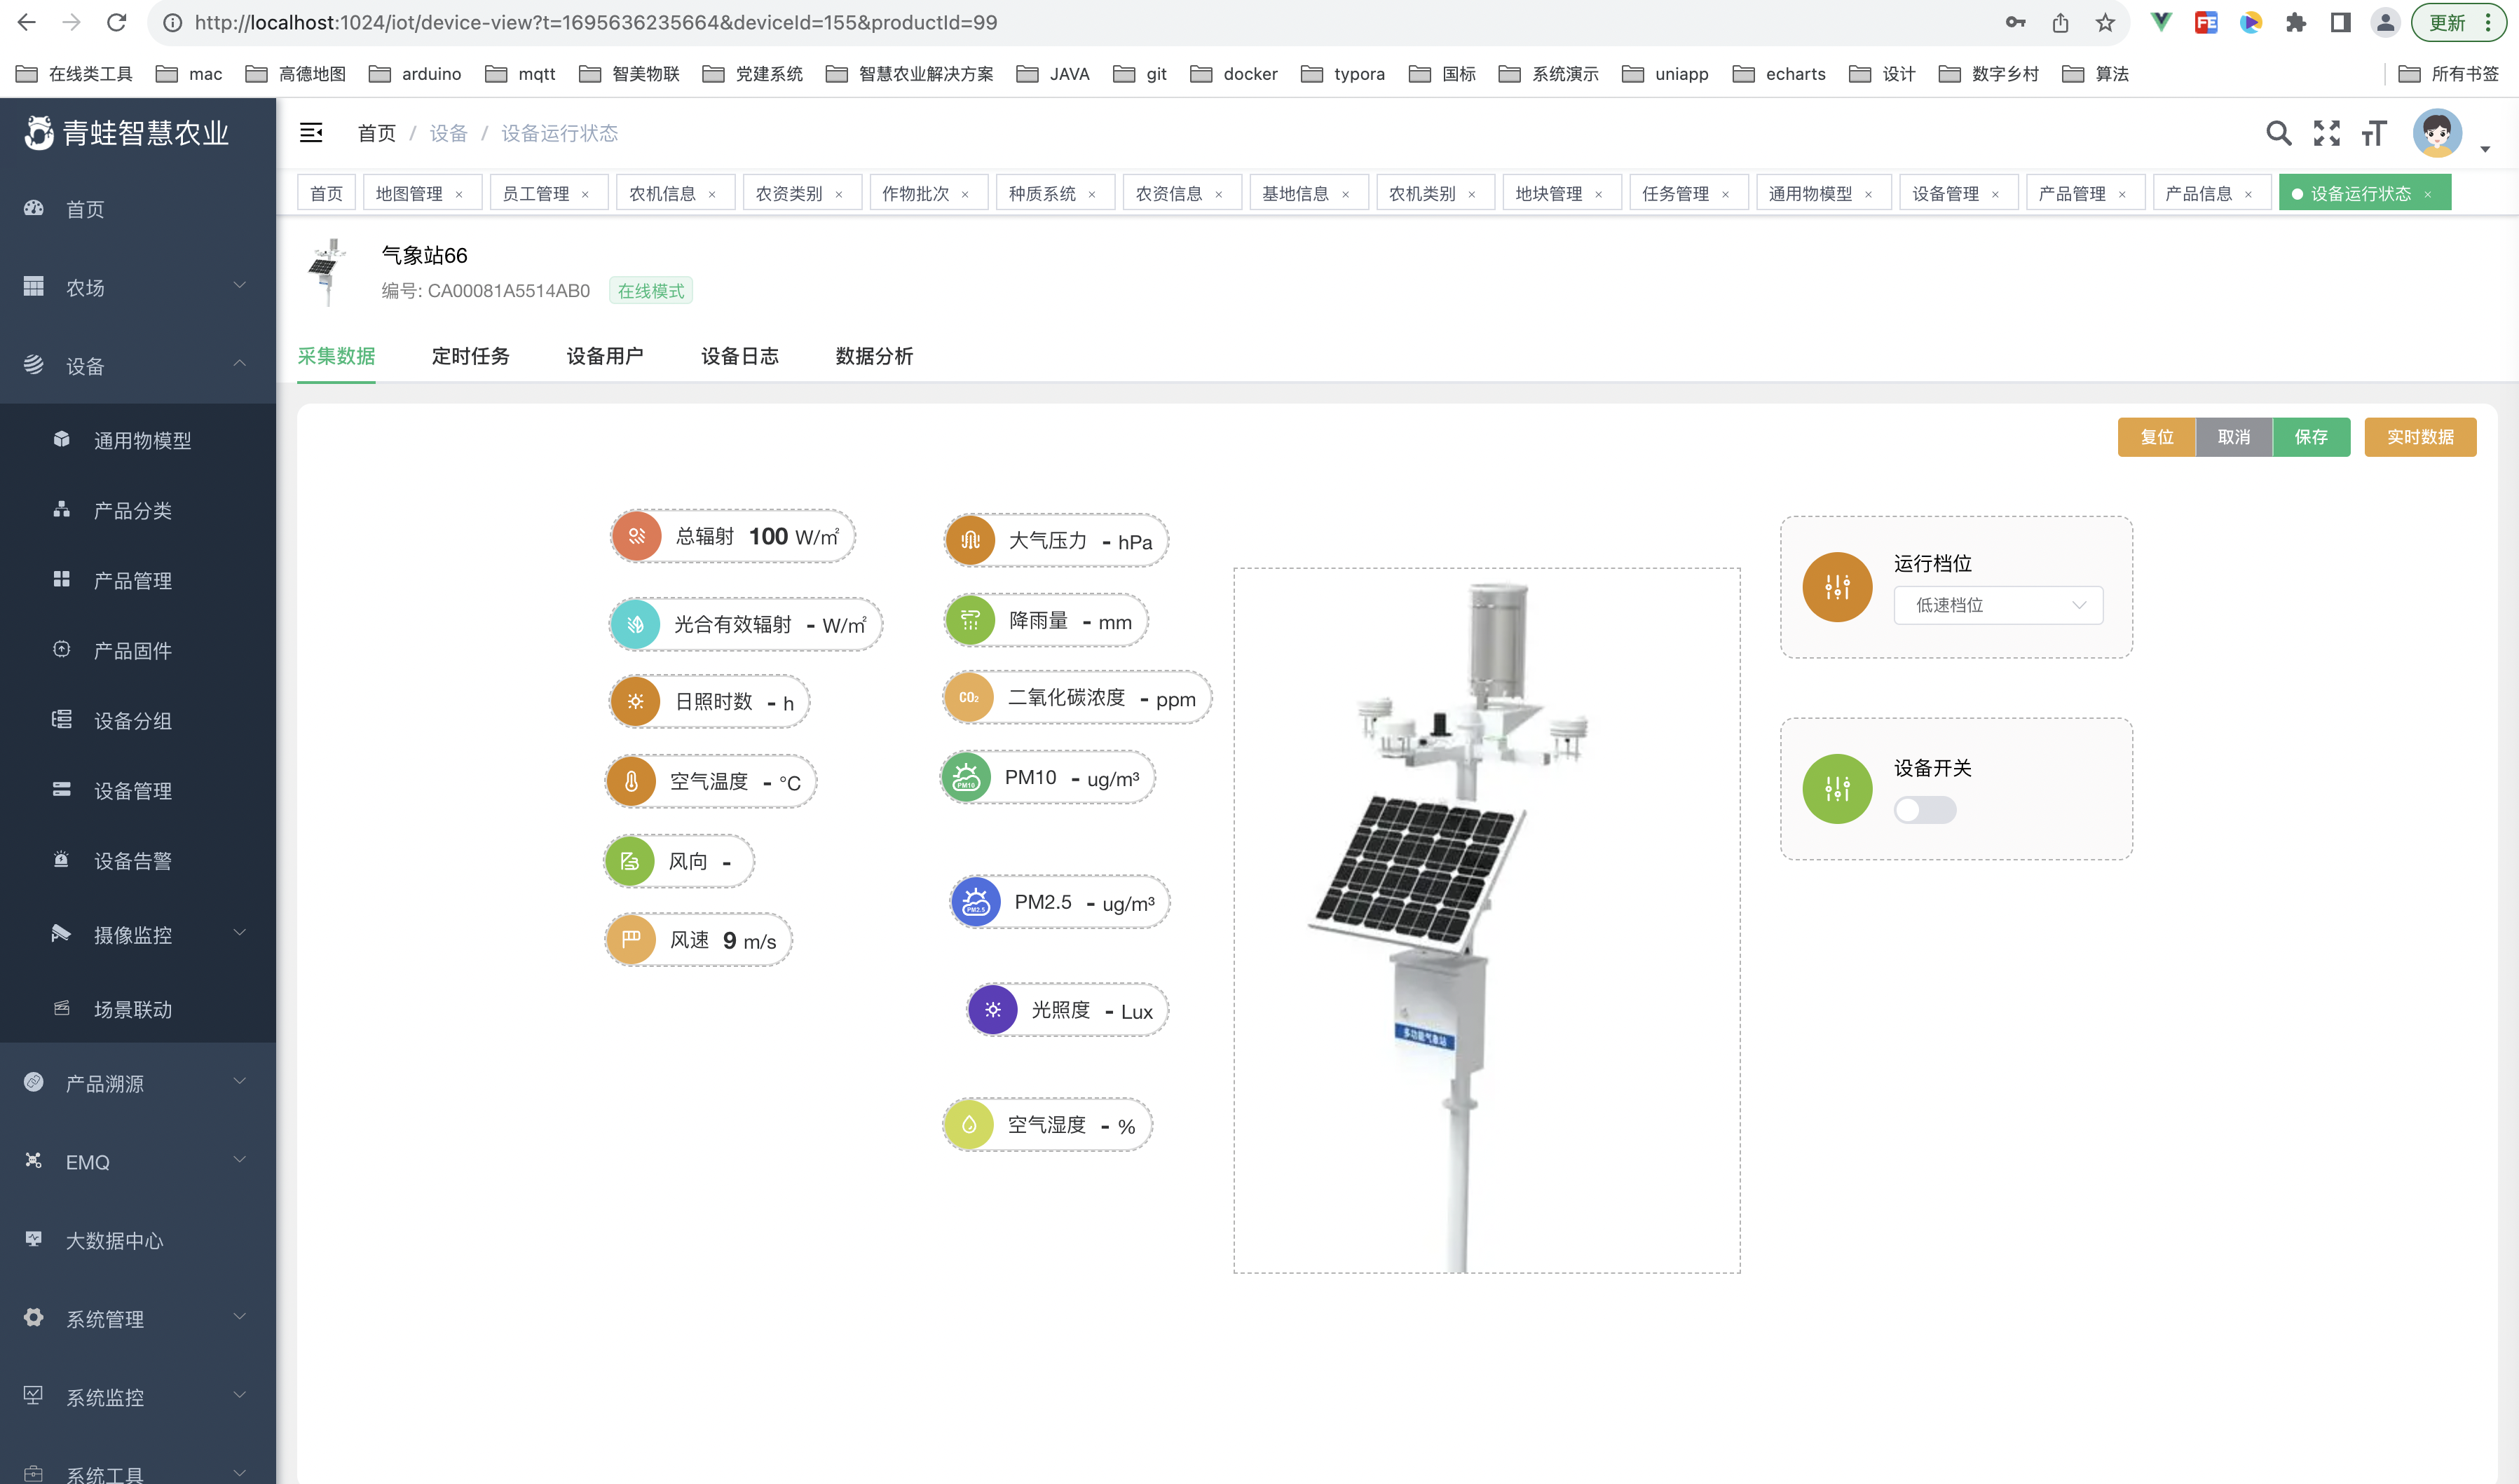 http://localhost:1024/iot/device-view?t=1695636235664&deviceId=155&productId=99
更新
在线类工具 mac 高德地图 arduino mqtt 智美物联 党建系统 智慧农业解决方案 JAVA git docker typora 国标 系统演示 uniapp echarts 设计 数字乡村 算法 所有书签
青蛙智慧农业
首页 / 设备 / 设备运行状态
首页 地图管理 × 员工管理 × 农机信息 × 农资类别 × 作物批次 × 种质系统 × 农资信息 × 基地信息 × 农机类别 × 地块管理 × 任务管理 × 通用物模型 × 设备管理 × 产品管理 × 产品信息 × 设备运行状态 ×
首页
农场
设备
通用物模型
产品分类
产品管理
产品固件
设备分组
设备管理
设备告警
摄像监控
场景联动
产品溯源
EMQ
大数据中心
系统管理
系统监控
系统工具
气象站66
编号: CA00081A5514AB0 在线模式
采集数据 定时任务 设备用户 设备日志 数据分析
复位 取消 保存 实时数据
总辐射 100 W/㎡
光合有效辐射 - W/㎡
日照时数 - h
空气温度 - °C
风向 -
风速 9 m/s
大气压力 - hPa
降雨量 - mm
CO₂ 二氧化碳浓度 - ppm
PM10 PM10 - ug/m³
PM2.5 PM2.5 - ug/m³
光照度 - Lux
空气湿度 - %
多功能气象站
运行档位
低速档位
设备开关